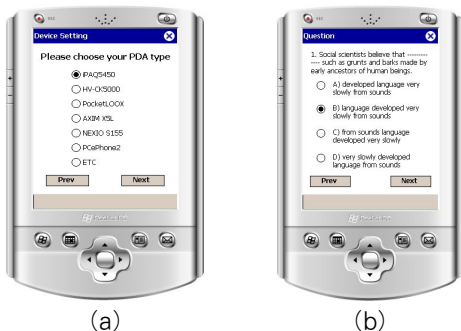 Device Setting
Please choose your PDA type
iPAQ5450
HV-CK5000
PocketLOOX
AXIM X5L
NEXIO S155
PCePhone2
ETC
Prev Next
(a)
Question
1. Social scientists believe that ---------
---- such as grunts and barks made by
early ancestors of human beings.
A) developed language very
slowly from sounds
B) language developed very
slowly from sounds
C) from sounds language
developed very slowly
D) very slowly developed
language from sounds
Prev Next
(b)